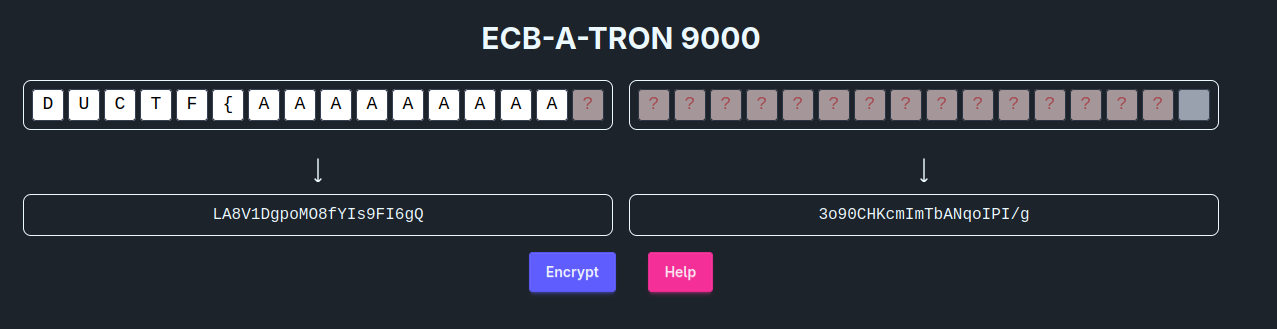 ECB-A-TRON 9000
D U C T F { A A A A A A A A A ? ? ? ? ? ? ? ? ? ? ? ? ? ? ? ?
↓ ↓
LA8V1DgpoMO8fYIs9FI6gQ 3o90CHKcmImTbANqoIPI/g
Encrypt Help